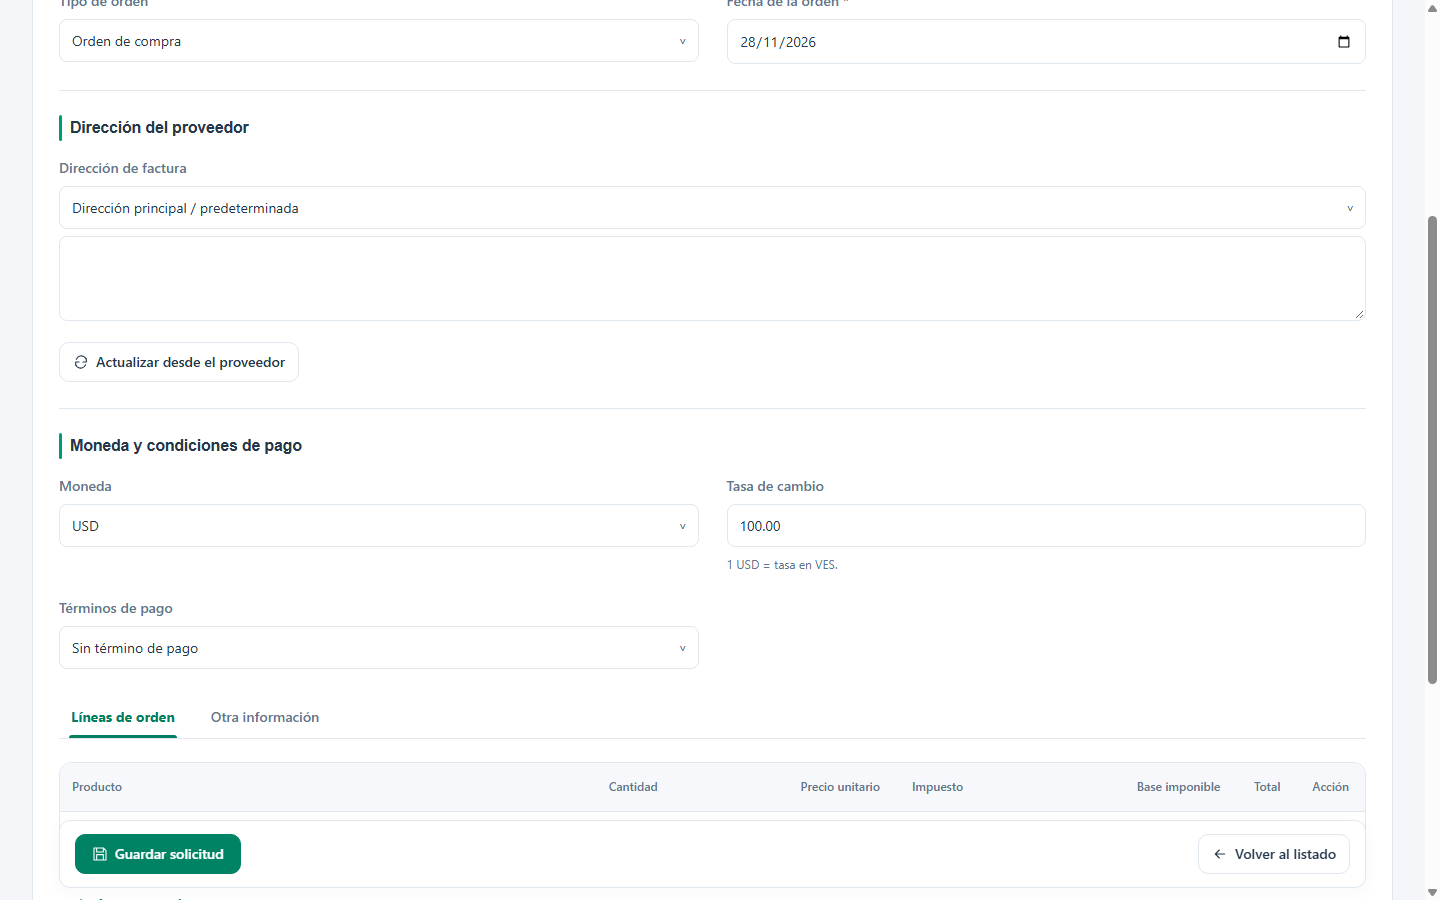 Tipo de orden
Fecha de la orden *
Orden de compra
28/11/2026
Dirección del proveedor
Dirección de factura
Dirección principal / predeterminada
Actualizar desde el proveedor
Moneda y condiciones de pago
Moneda
Tasa de cambio
USD
100.00
1 USD = tasa en VES.
Términos de pago
Sin término de pago
Líneas de orden
Otra información
Producto
Cantidad
Precio unitario
Impuesto
Base imponible
Total
Acción
Guardar solicitud
Volver al listado